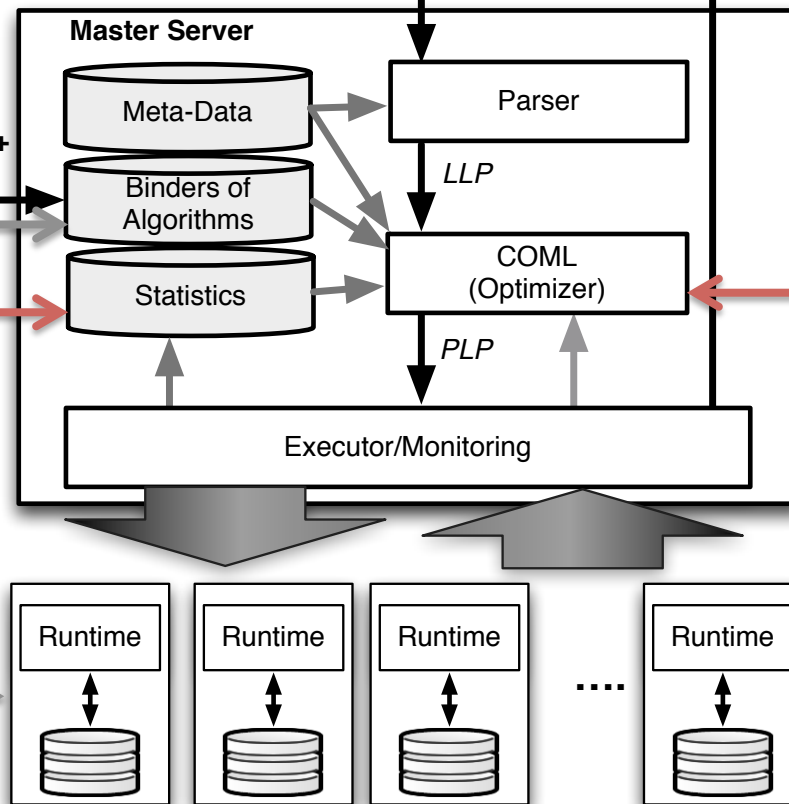 Master Server
Meta-Data
Parser
+
LLP
Binders of
Algorithms
COML
(Optimizer)
Statistics
PLP
Executor/Monitoring
Runtime
Runtime
Runtime
....
Runtime